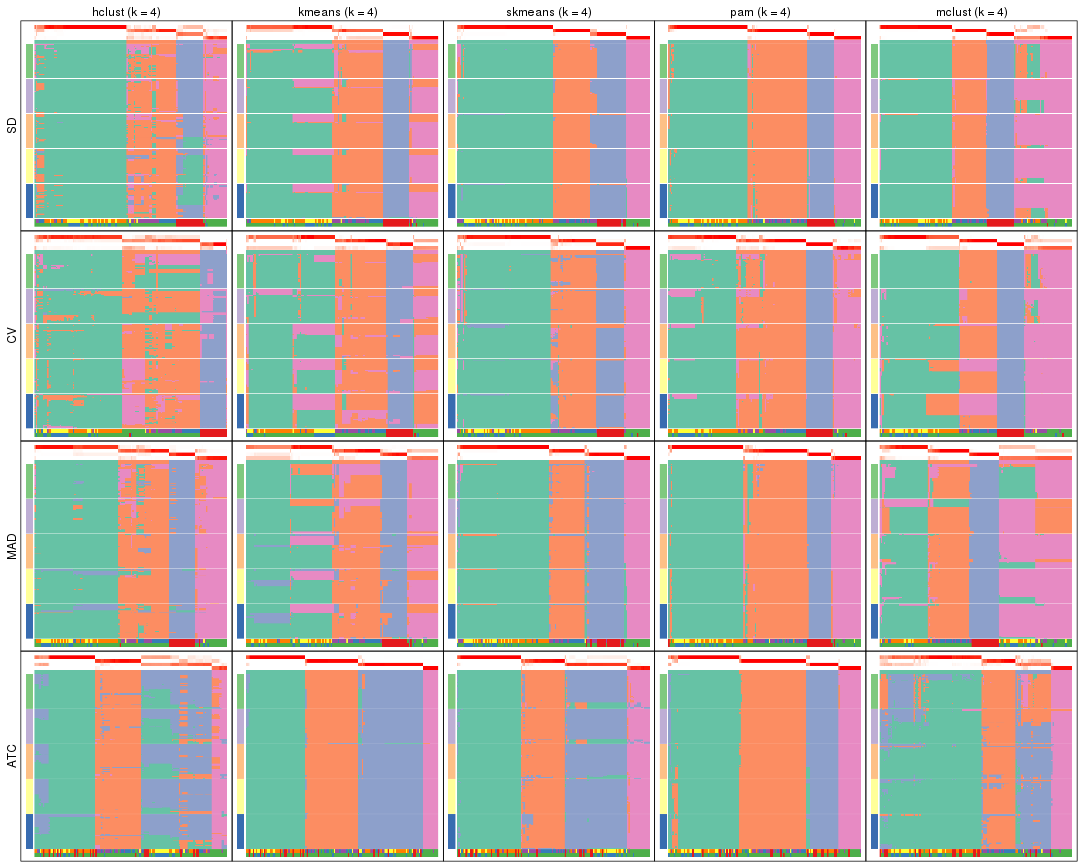 hclust (k = 4) kmeans (k = 4) skmeans (k = 4) pam (k = 4) mclust (k = 4)
SD
CV
MAD
ATC